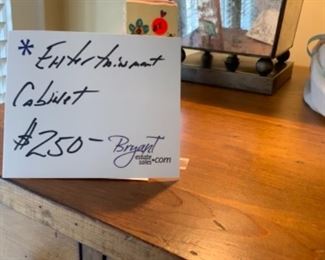 * Entertainment
Cabinet
$250-
Bryant
estate
sales.com